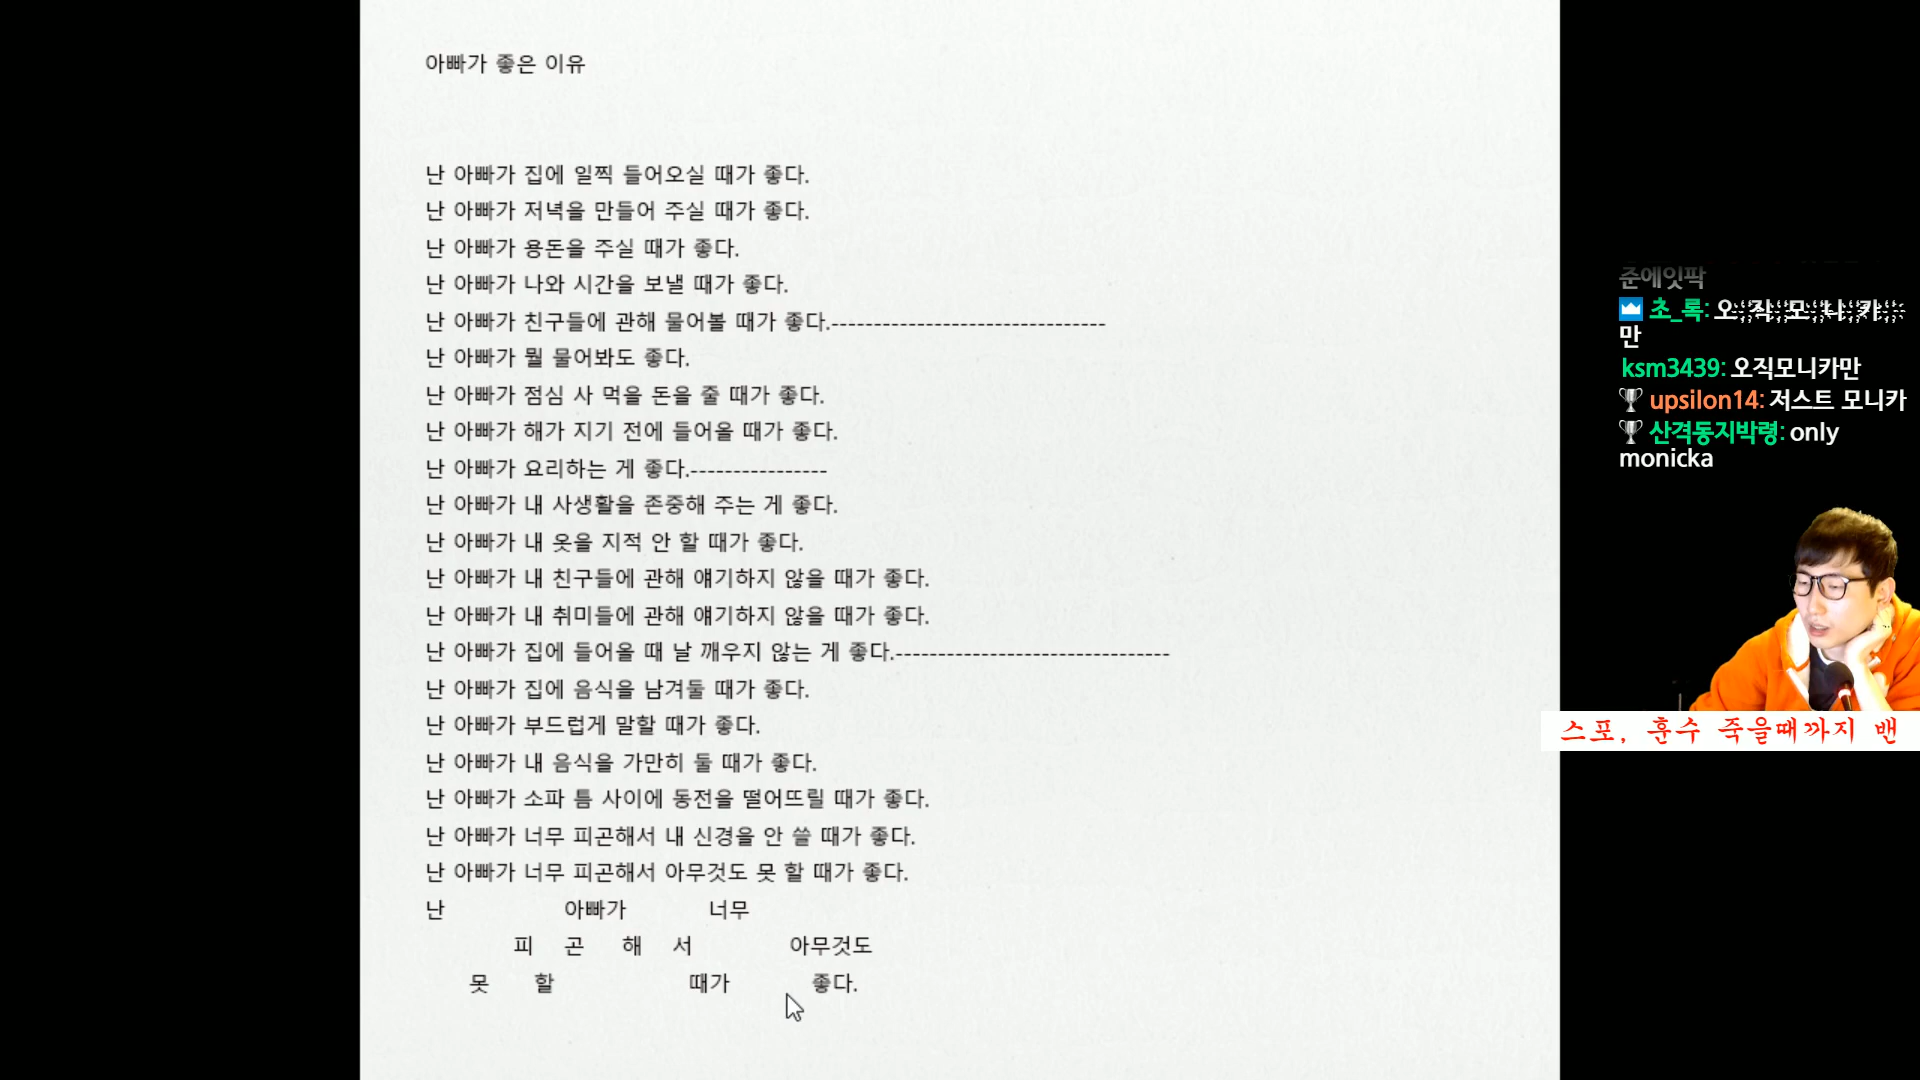 아빠가 좋은 이유
난 아빠가 집에 일찍 들어오실 때가 좋다.
난 아빠가 저녁을 만들어 주실 때가 좋다.
난 아빠가 용돈을 주실 때가 좋다.
난 아빠가 나와 시간을 보낼 때가 좋다.
난 아빠가 친구들에 관해 물어볼 때가 좋다.--------------------------------
난 아빠가 뭘 물어봐도 좋다.
난 아빠가 점심 사 먹을 돈을 줄 때가 좋다.
난 아빠가 해가 지기 전에 들어올 때가 좋다.
난 아빠가 요리하는 게 좋다.----------------
난 아빠가 내 사생활을 존중해 주는 게 좋다.
난 아빠가 내 옷을 지적 안 할 때가 좋다.
난 아빠가 내 친구들에 관해 얘기하지 않을 때가 좋다.
난 아빠가 내 취미들에 관해 얘기하지 않을 때가 좋다.
난 아빠가 집에 들어올 때 날 깨우지 않는 게 좋다.--------------------------------
난 아빠가 집에 음식을 남겨둘 때가 좋다.
난 아빠가 부드럽게 말할 때가 좋다.
난 아빠가 내 음식을 가만히 둘 때가 좋다.
난 아빠가 소파 틈 사이에 동전을 떨어뜨릴 때가 좋다.
난 아빠가 너무 피곤해서 내 신경을 안 쓸 때가 좋다.
난 아빠가 너무 피곤해서 아무것도 못 할 때가 좋다.
난 아빠가 너무
피 곤 해 서 아무것도
못 할 때가 좋다.
준에잇팍
초_록: 오직모니카
만
ksm3439: 오직모니카만
upsilon14: 저스트 모니카
산격동지박령: only
monicka
스포, 훈수 죽을때까지 밴